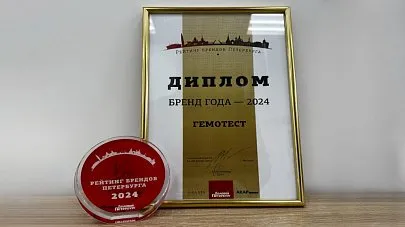 РЕЙТИНГ БРЕНДОВ ПЕТЕРБУРГА
ДИПЛОМ
БРЕНД ГОДА — 2024
ГЕМОТЕСТ
РЕЙТИНГ БРЕНДОВ
ПЕТЕРБУРГА
2024